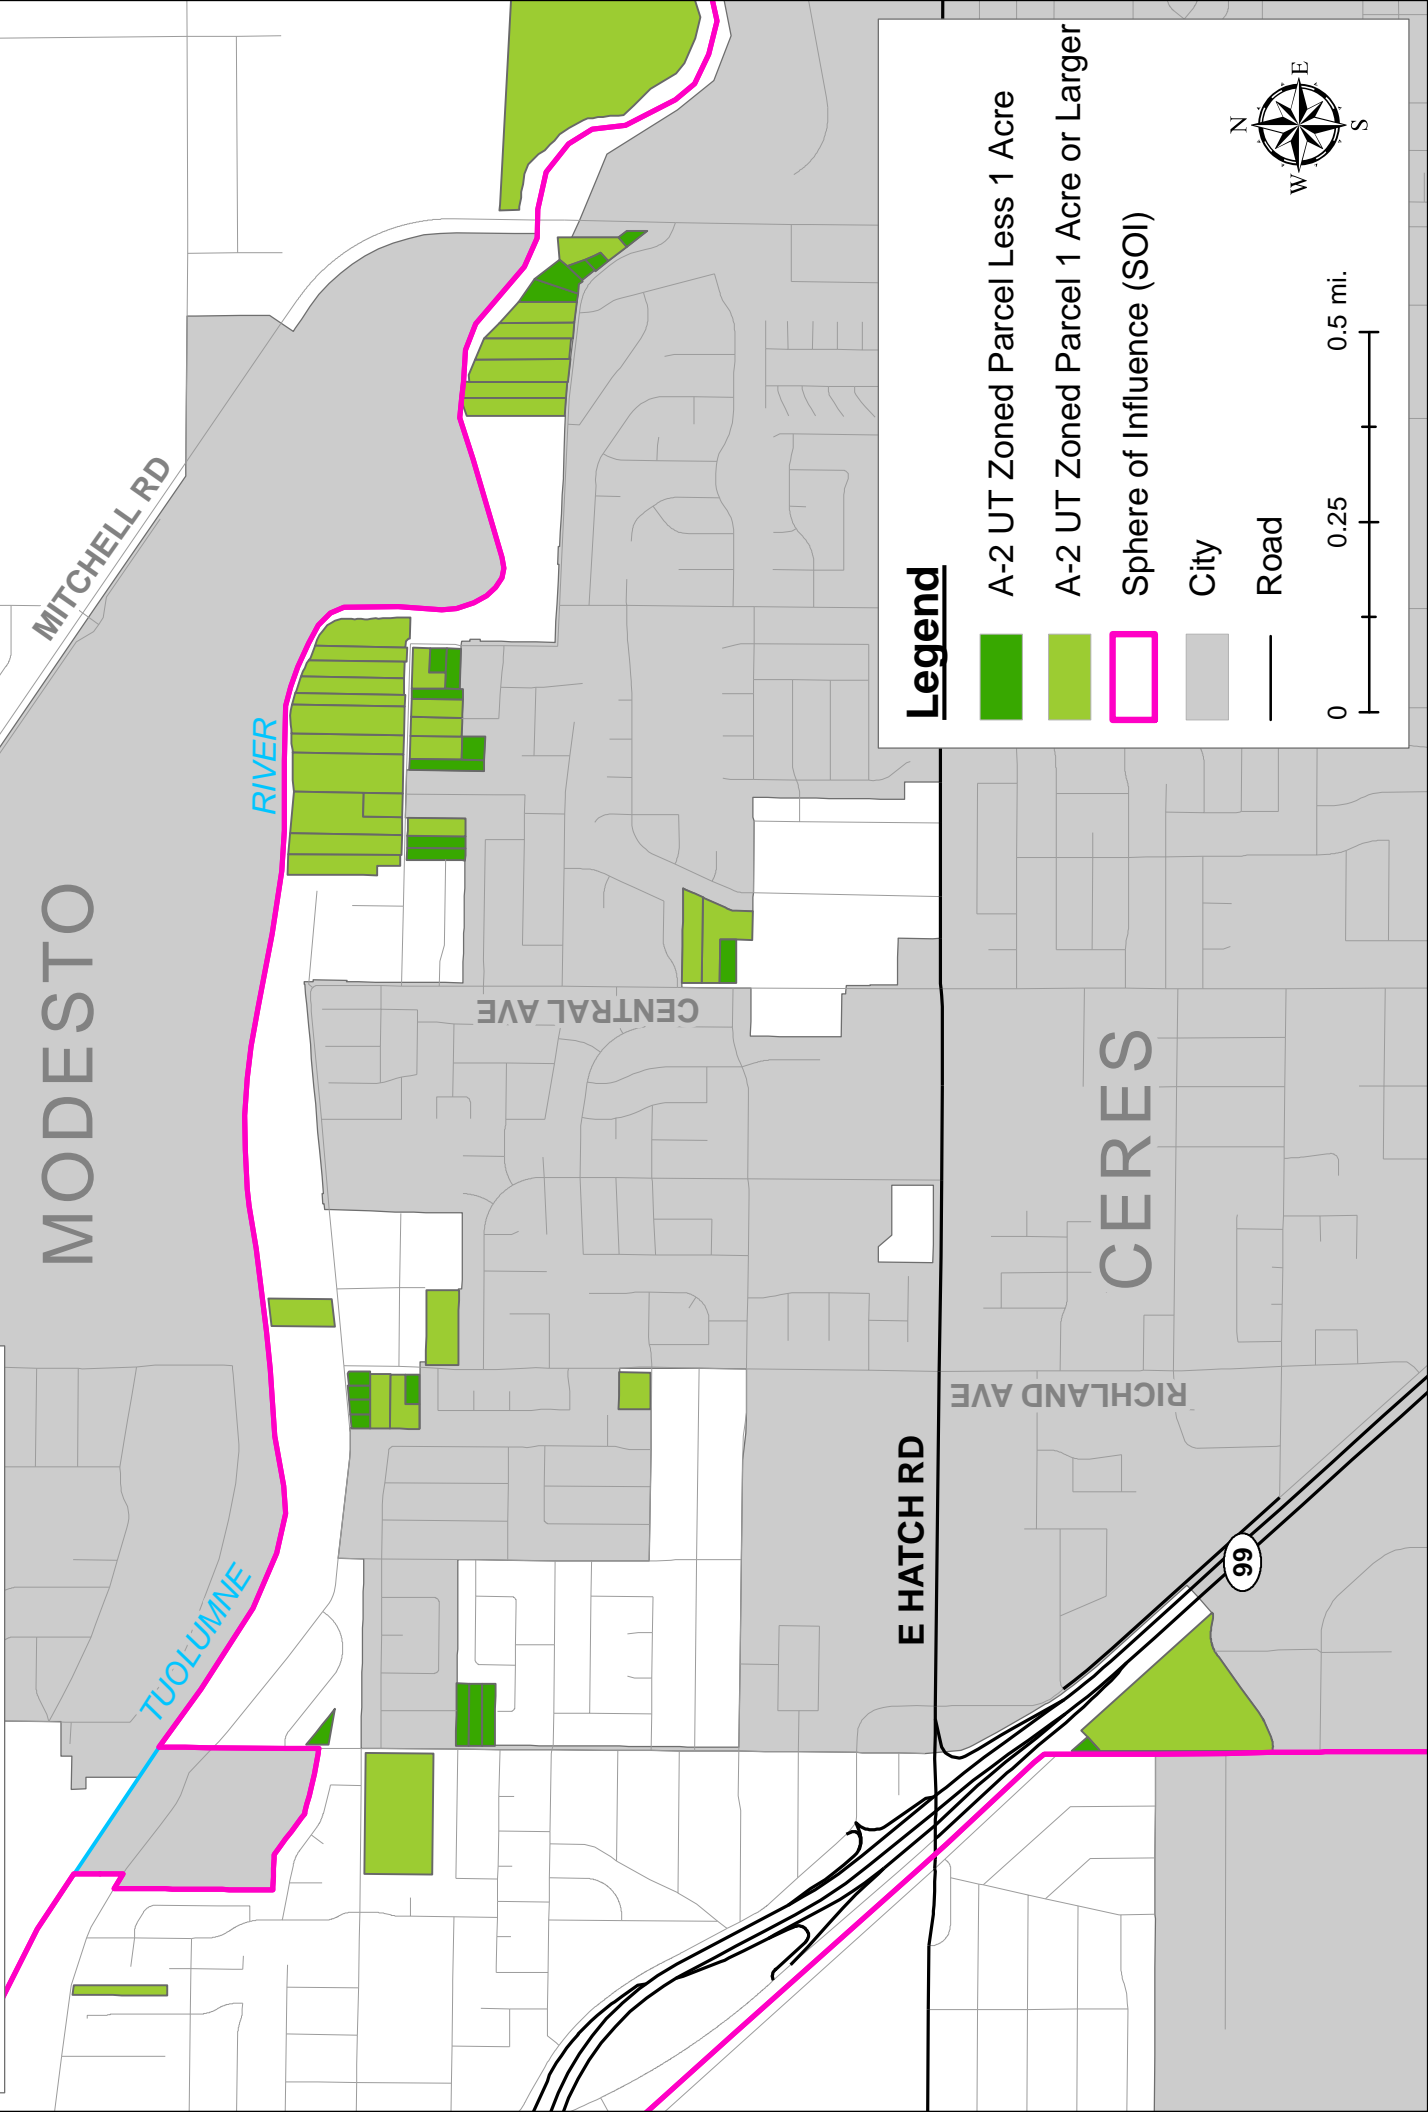 MITCHELL RD
MODESTO
TUOLUMNE
RIVER
CENTRAL AVE
E HATCH RD
RICHLAND AVE
CERES
99
Legend
A-2 UT Zoned Parcel Less 1 Acre
A-2 UT Zoned Parcel 1 Acre or Larger
Sphere of Influence (SOI)
City
Road
0 0.25 0.5 mi.
N
W E
S